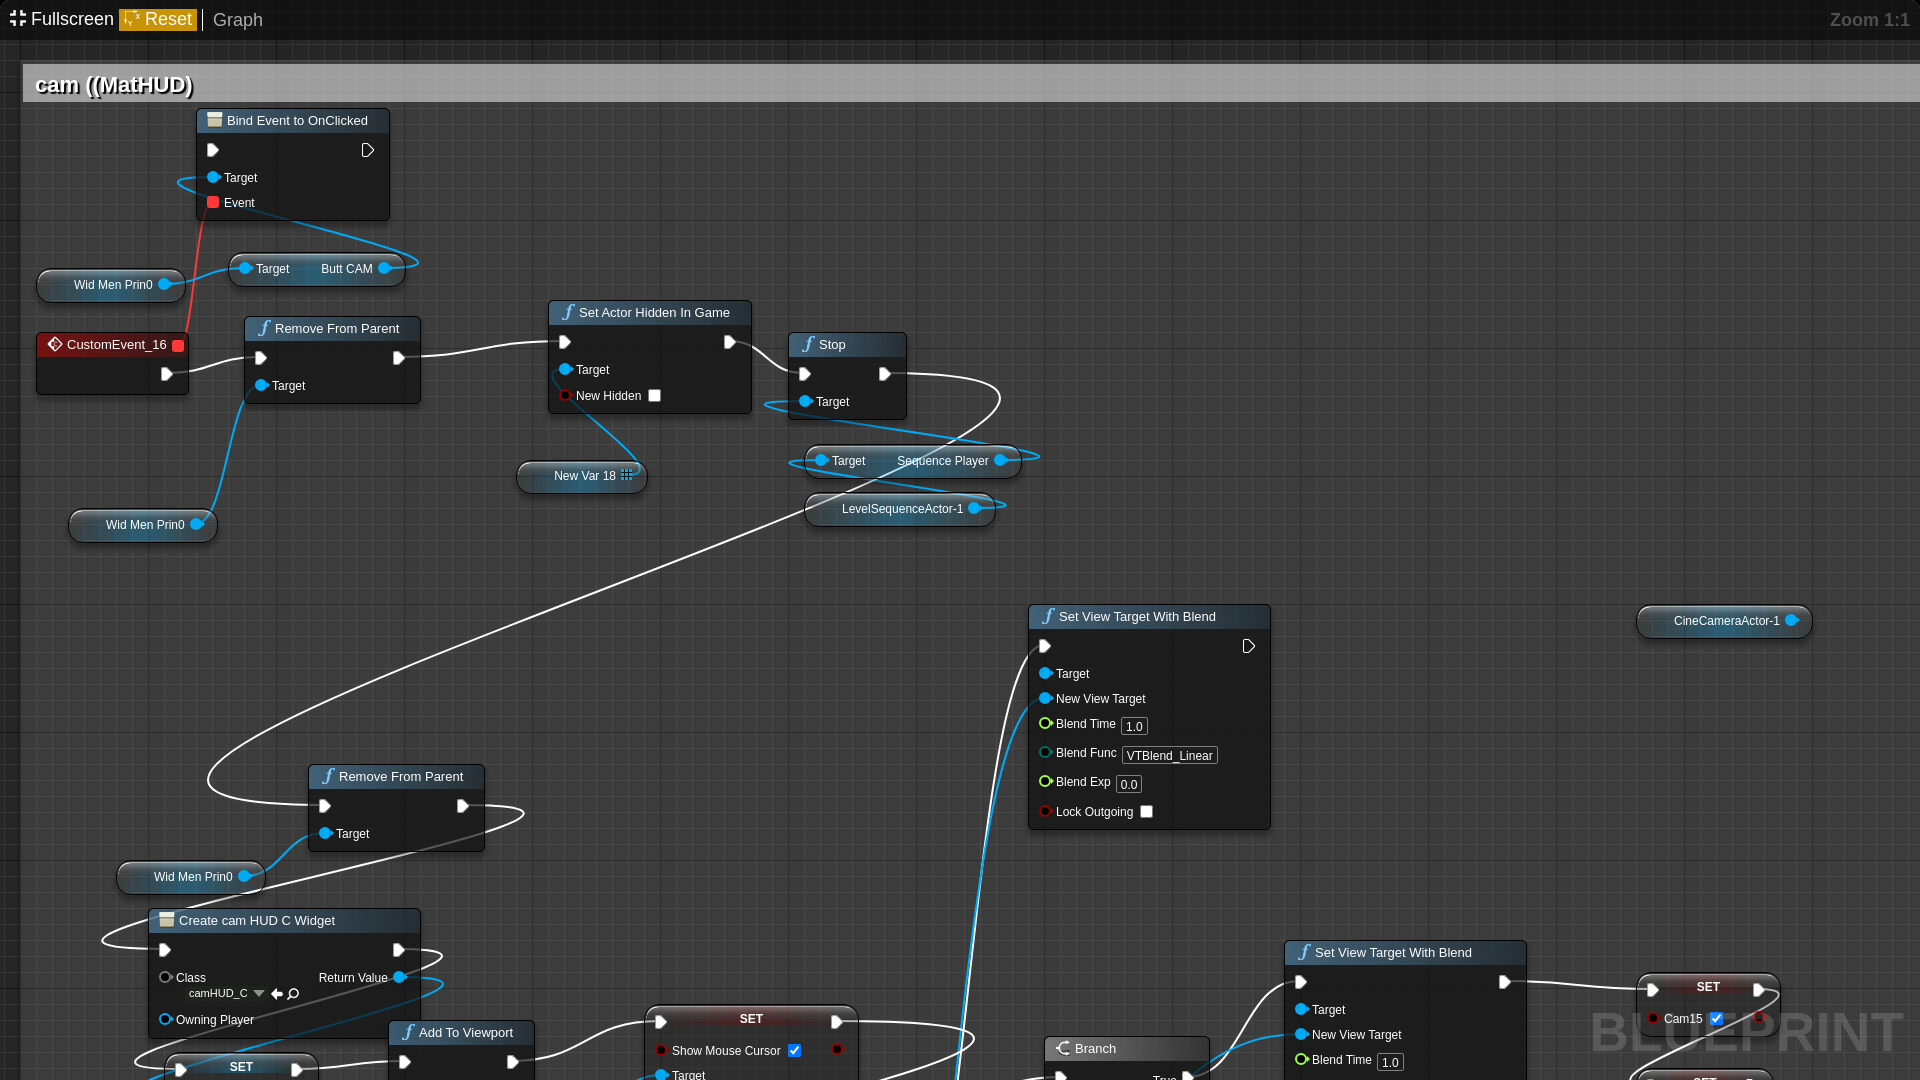 Fullscreen Reset Graph Zoom 1:1
cam ((MatHUD)
Bind Event to OnClicked
Target
Event
Wid Men Prin0
Target Butt CAM
CustomEvent_16
Remove From Parent
Target
Wid Men Prin0
Set Actor Hidden In Game
Target
New Hidden
New Var 18
Stop
Target
Target Sequence Player
LevelSequenceActor-1
Set View Target With Blend
Target
New View Target
Blend Time 1.0
Blend Func VTBlend_Linear
Blend Exp 0.0
Lock Outgoing
CineCameraActor-1
Remove From Parent
Target
Wid Men Prin0
Create cam HUD C Widget
Class Return Value
camHUD_C
Owning Player
SET
Add To Viewport
SET
Show Mouse Cursor
Target
Branch
True
Set View Target With Blend
Target
New View Target
Blend Time 1.0
SET
Cam15
SET
BLUEPRINT